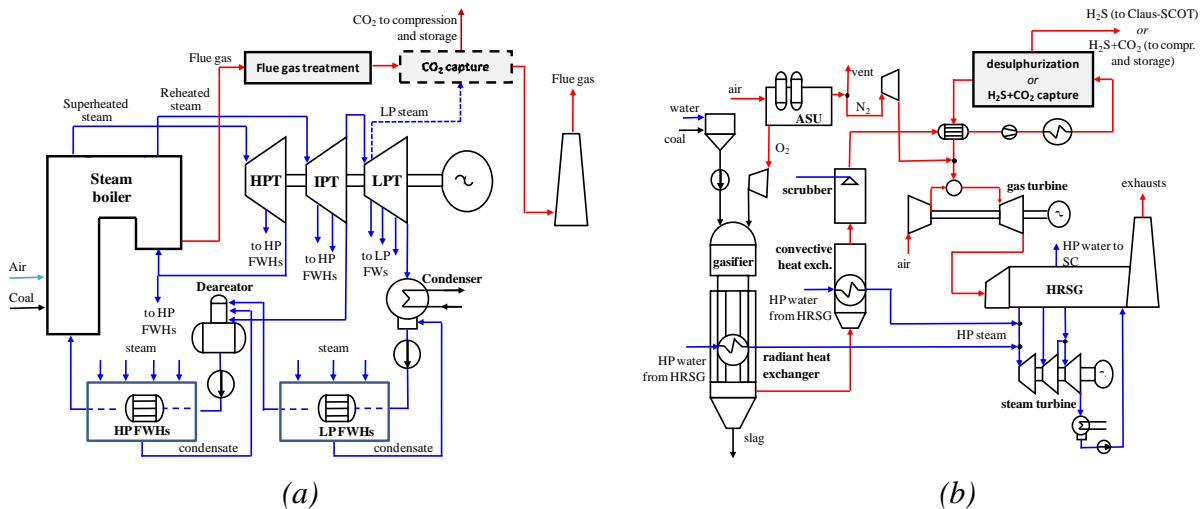 CO2 to compression
and storage
Flue gas
Flue gas treatment
CO2 capture
Flue gas
Superheated
steam
Reheated
steam
LP steam
Steam
boiler
HPT
IPT
LPT
to HP
FWHs
to HP
FWHs
to LP
FWs
Air
Coal
to HP
FWHs
Deareator
Condenser
steam
steam
HP FWHs
LP FWHs
condensate
condensate
(a)
H2S (to Claus-SCOT)
or
H2S+CO2 (to compr.
and storage)
desulphurization
or
H2S+CO2 capture
vent
air
N2
ASU
water
coal
O2
scrubber
gas turbine
exhausts
air
gasifier
convective
heat exch.
HP water to
SC
HRSG
HP water
from HRSG
HP steam
HP water
from HRSG
radiant heat
exchanger
steam turbine
slag
(b)